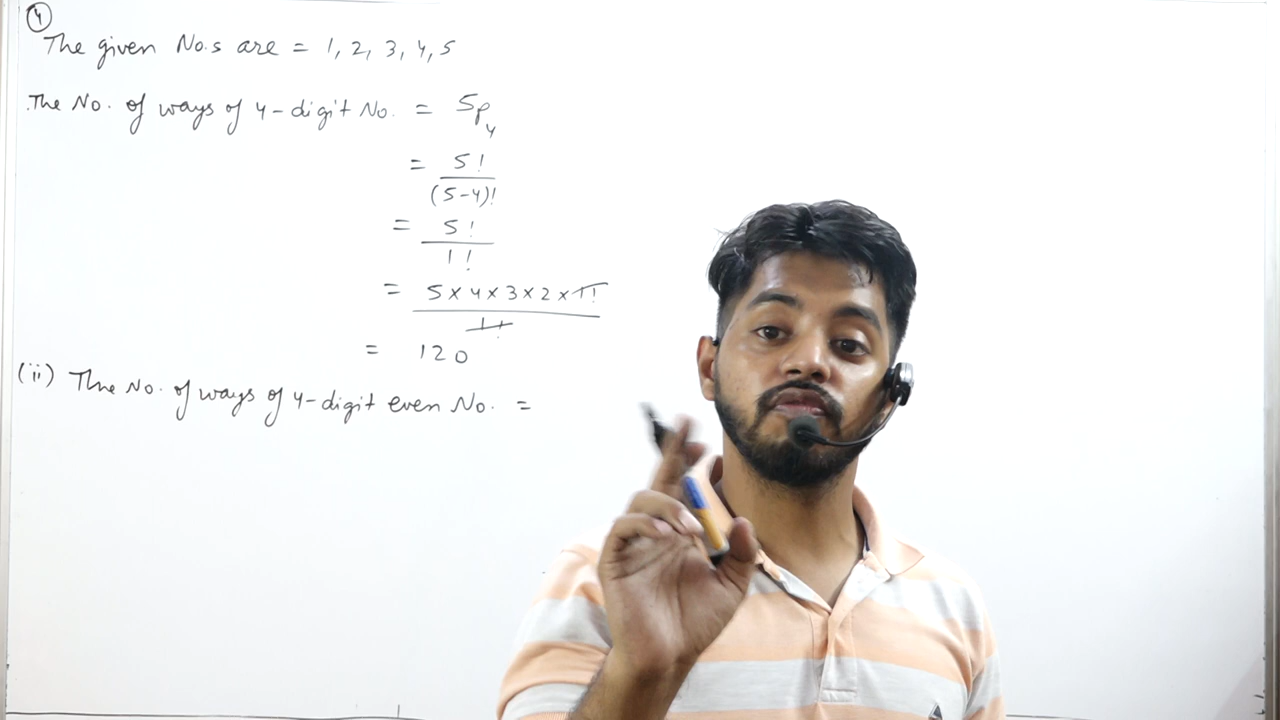 4
The given No.s are = 1, 2, 3, 4, 5
.The No. of ways of 4-digit No. = 5P4
= 5!
(5-4)!
= 5!
1!
= 5×4×3×2×1!
1!
= 120
(ii) The No. of ways of 4-digit even No. =